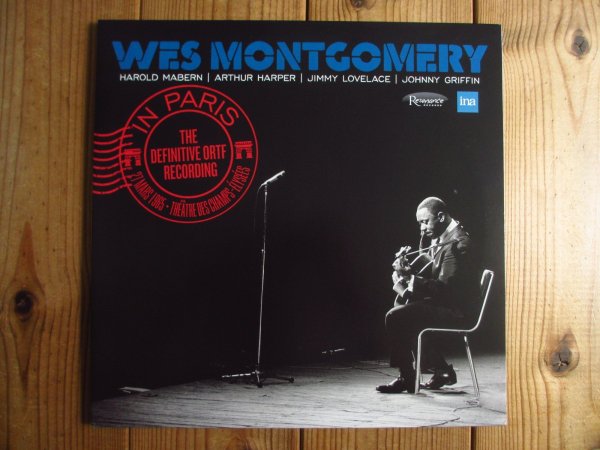 WES MONTGOMERY
HAROLD MABERN | ARTHUR HARPER | JIMMY LOVELACE | JOHNNY GRIFFIN
Resonance
RECORDS
ina
IN PARIS
THE
DEFINITIVE ORTF
RECORDING
27 MARS 1965 - THÉÂTRE DES CHAMPS-ÉLYSÉES